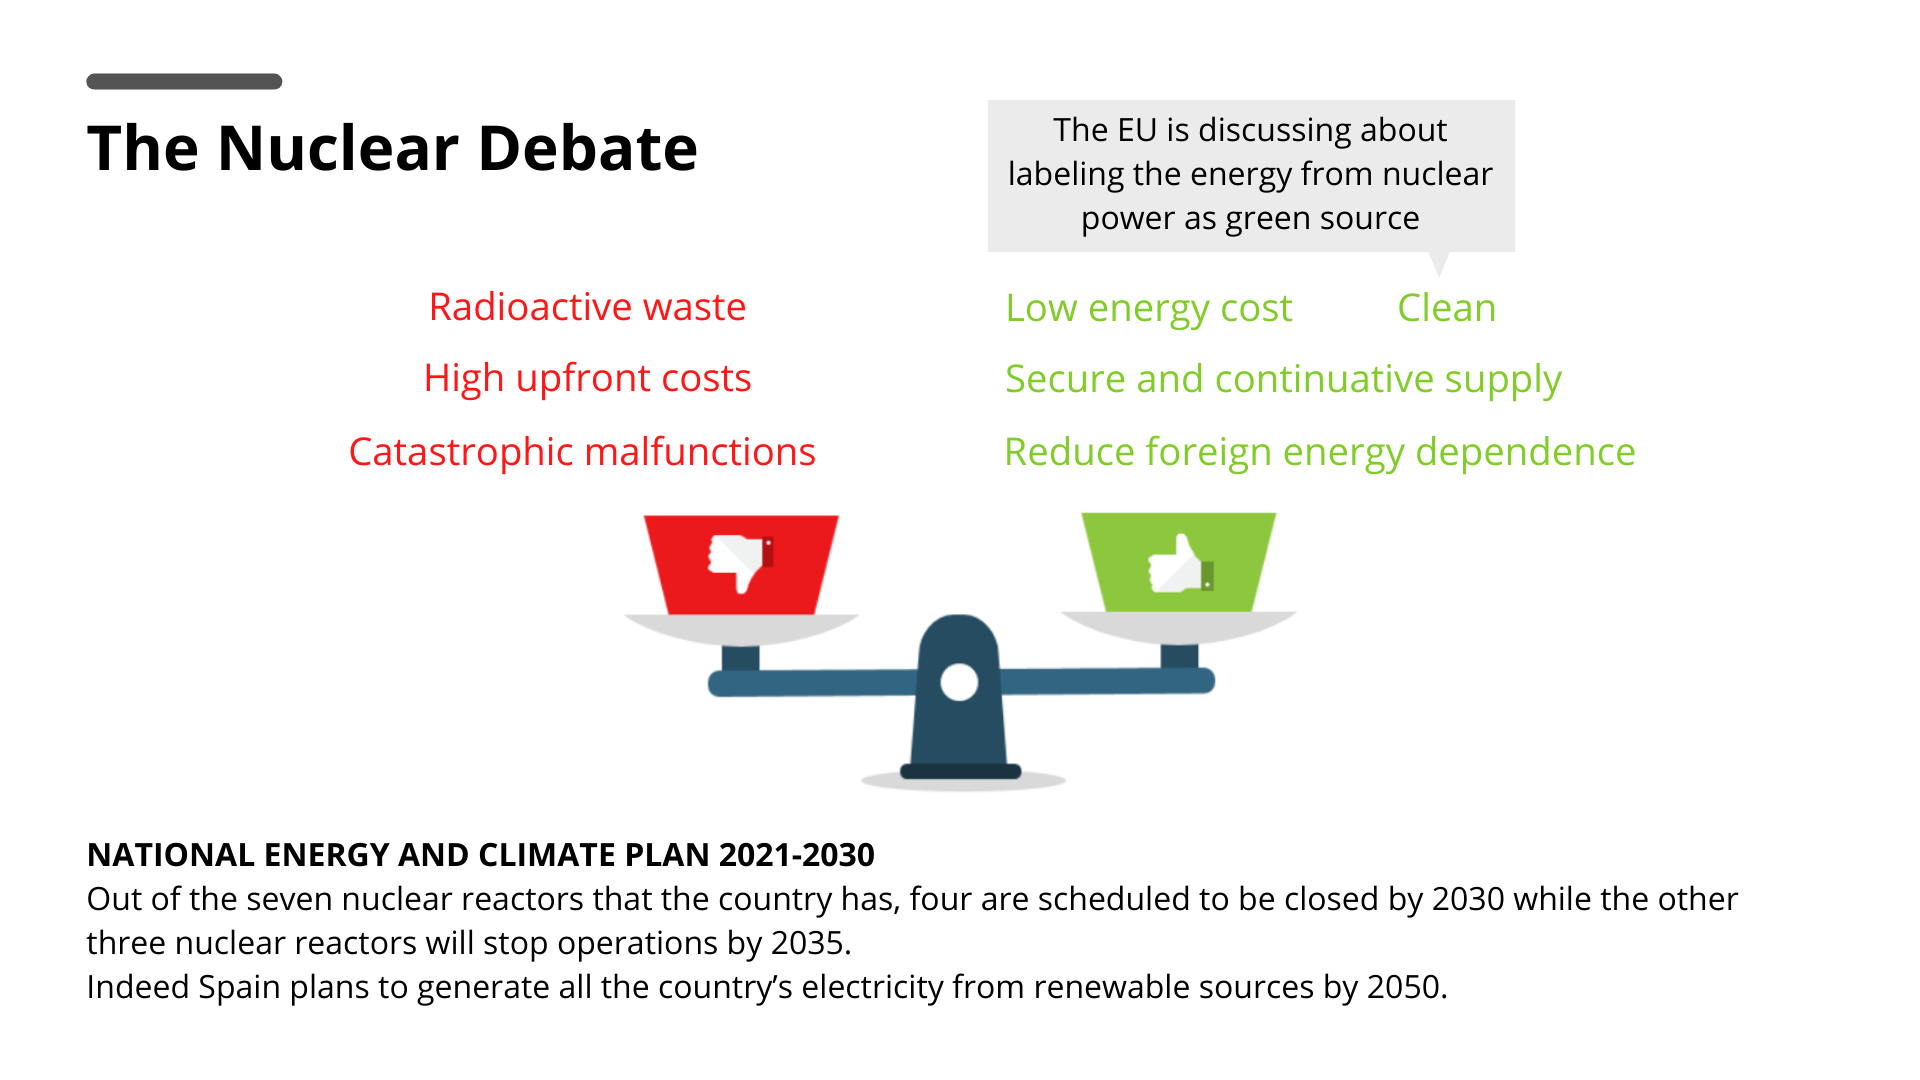 The Nuclear Debate
The EU is discussing about
labeling the energy from nuclear
power as green source
Radioactive waste
High upfront costs
Catastrophic malfunctions
Low energy cost
Clean
Secure and continuative supply
Reduce foreign energy dependence
NATIONAL ENERGY AND CLIMATE PLAN 2021-2030
Out of the seven nuclear reactors that the country has, four are scheduled to be closed by 2030 while the other
three nuclear reactors will stop operations by 2035.
Indeed Spain plans to generate all the country’s electricity from renewable sources by 2050.